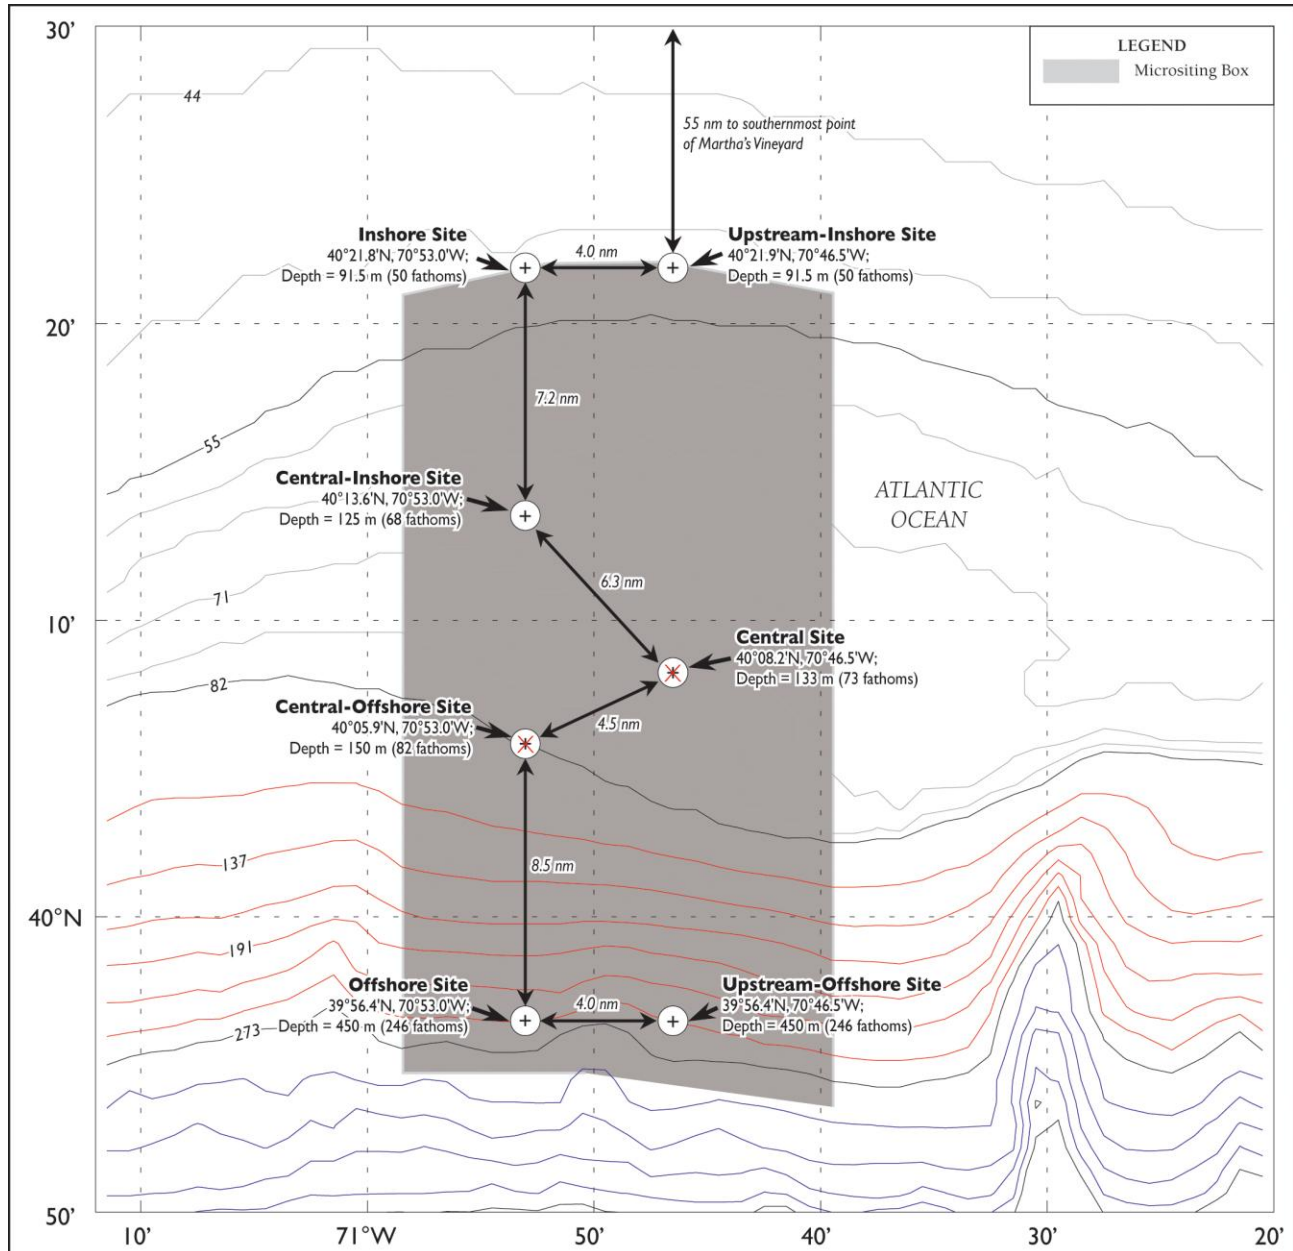 30'
LEGEND
Micrositing Box
44
55 nm to southernmost point
of Martha's Vineyard
Inshore Site
40°21.8'N, 70°53.0'W;
Depth = 91.5 m (50 fathoms)
4.0 nm
Upstream-Inshore Site
40°21.9'N, 70°46.5'W;
Depth = 91.5 m (50 fathoms)
20'
7.2 nm
55
Central-Inshore Site
40°13.6'N, 70°53.0'W;
Depth = 125 m (68 fathoms)
ATLANTIC
OCEAN
6.3 nm
71
10'
Central Site
40°08.2'N, 70°46.5'W;
Depth = 133 m (73 fathoms)
82
Central-Offshore Site
40°05.9'N, 70°53.0'W;
Depth = 150 m (82 fathoms)
4.5 nm
137
8.5 nm
40°N
191
Offshore Site
39°56.4'N, 70°53.0'W;
Depth = 450 m (246 fathoms)
4.0 nm
Upstream-Offshore Site
39°56.4'N, 70°46.5'W;
Depth = 450 m (246 fathoms)
273
50'
10'
71°W
50'
40'
30'
20'